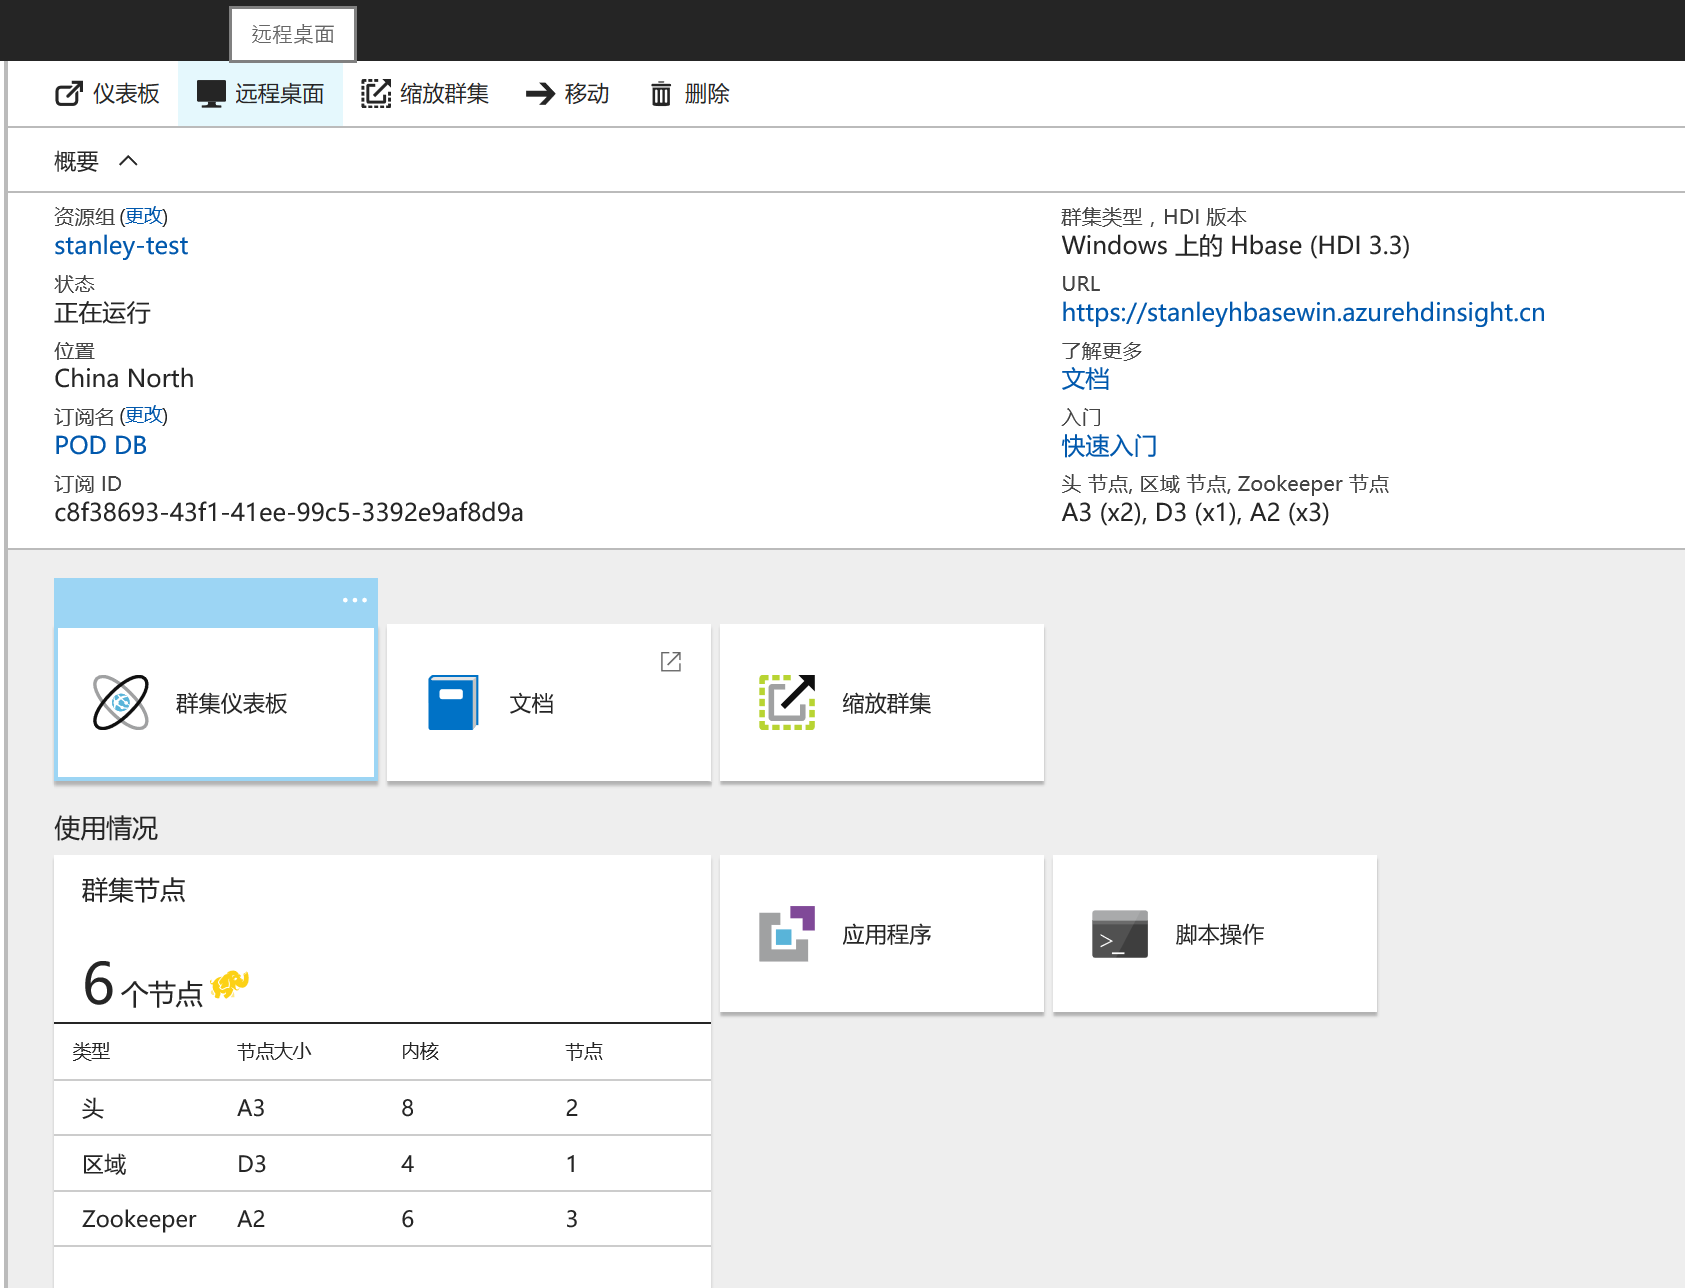 远程桌面
仪表板 远程桌面 缩放群集 移动 删除
概要
资源组 (更改)
stanley-test
状态
正在运行
位置
China North
订阅名 (更改)
POD DB
订阅 ID
c8f38693-43f1-41ee-99c5-3392e9af8d9a
群集类型，HDI 版本
Windows 上的 Hbase (HDI 3.3)
URL
https://stanleyhbasewin.azurehdinsight.cn
了解更多
文档
入门
快速入门
头 节点, 区域 节点, Zookeeper 节点
A3 (x2), D3 (x1), A2 (x3)
群集仪表板
文档
缩放群集
使用情况
群集节点
6 个节点
类型 节点大小 内核 节点
头 A3 8 2
区域 D3 4 1
Zookeeper A2 6 3
应用程序
脚本操作